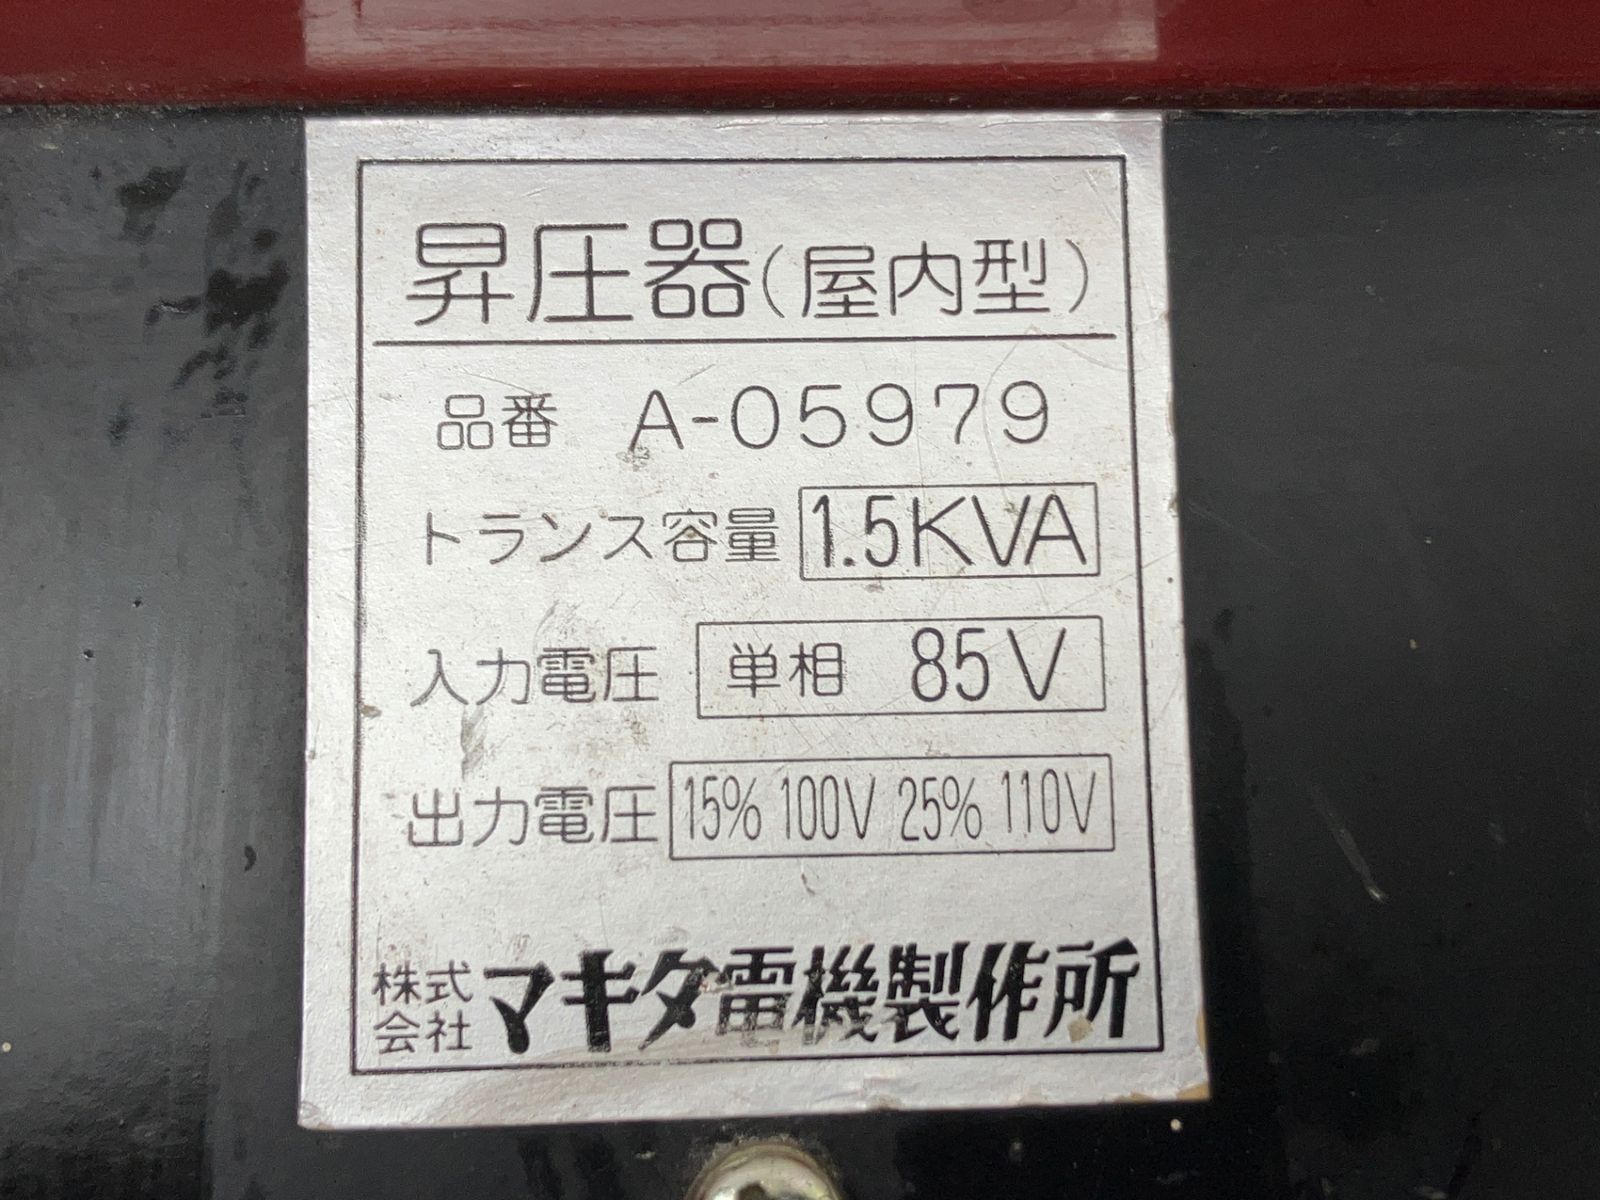 昇圧器(屋内型)
品番 A-05979
トランス容量 1.5KVA
入力電圧 単相 85V
出力電圧 15% 100V 25% 110V
株式会社 マキタ電機製作所